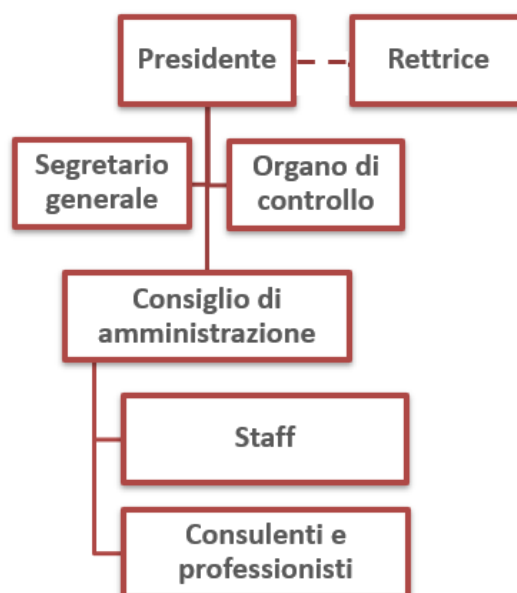 Presidente
Rettrice
Segretario
generale
Organo di
controllo
Consiglio di
amministrazione
Staff
Consulenti e
professionisti